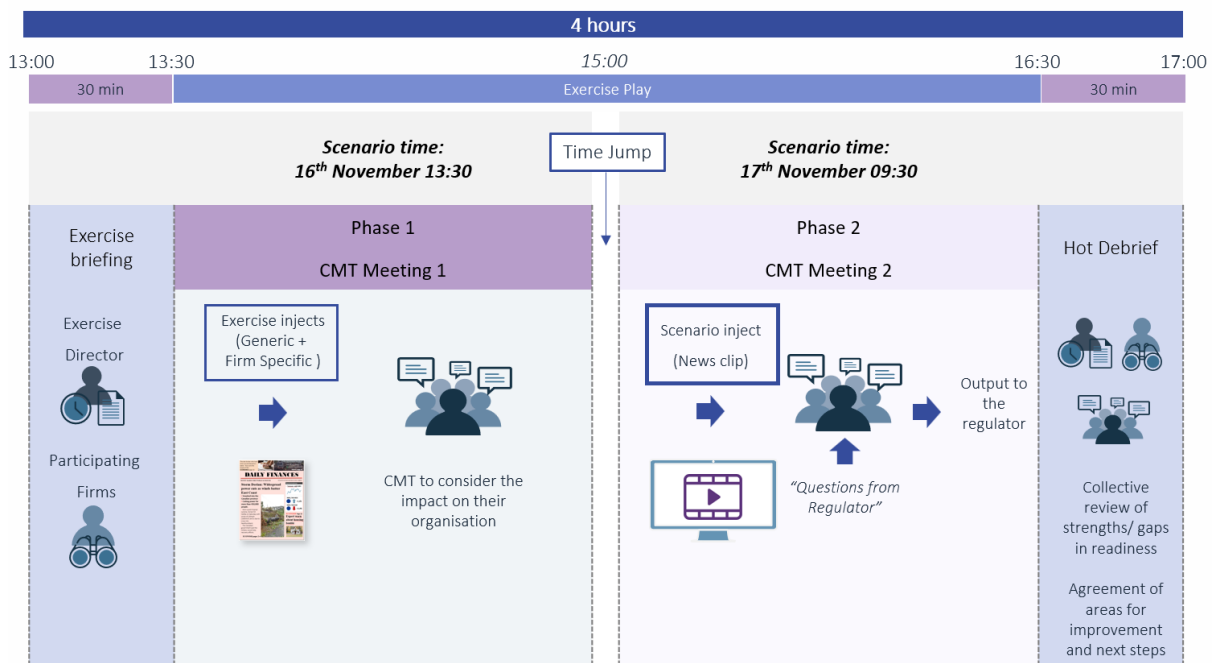 4 hours
13:00
13:30
15:00
16:30
17:00
30 min
Exercise Play
30 min
Scenario time:
16th November 13:30
Time Jump
Scenario time:
17th November 09:30
Exercise
briefing
Exercise
Director
Participating
Firms
Phase 1
CMT Meeting 1
Exercise injects
(Generic +
Firm Specific )
DAILY FINANCES
CMT to consider the
impact on their
organisation
Phase 2
CMT Meeting 2
Scenario inject
(News clip)
“Questions from
Regulator”
Output to
the
regulator
Hot Debrief
Collective
review of
strengths/ gaps
in readiness
Agreement of
areas for
improvement
and next steps